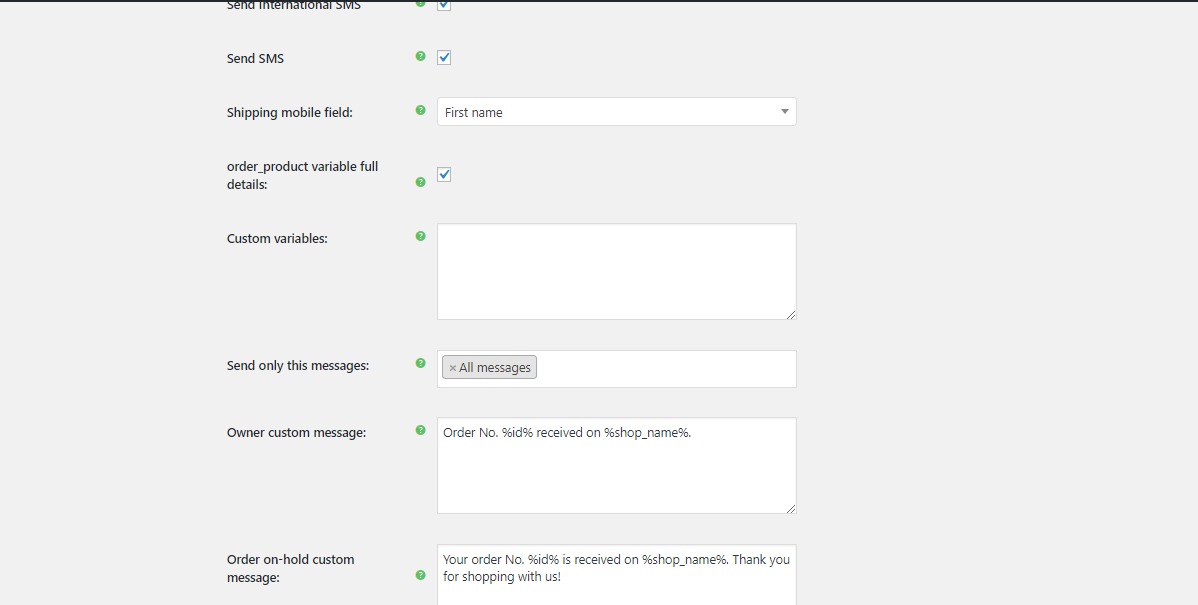 Send International SMS
Send SMS
Shipping mobile field:
First name
order_product variable full
details:
Custom variables:
Send only this messages:
× All messages
Owner custom message:
Order No. %id% received on %shop_name%.
Order on-hold custom
message:
Your order No. %id% is received on %shop_name%. Thank you
for shopping with us!